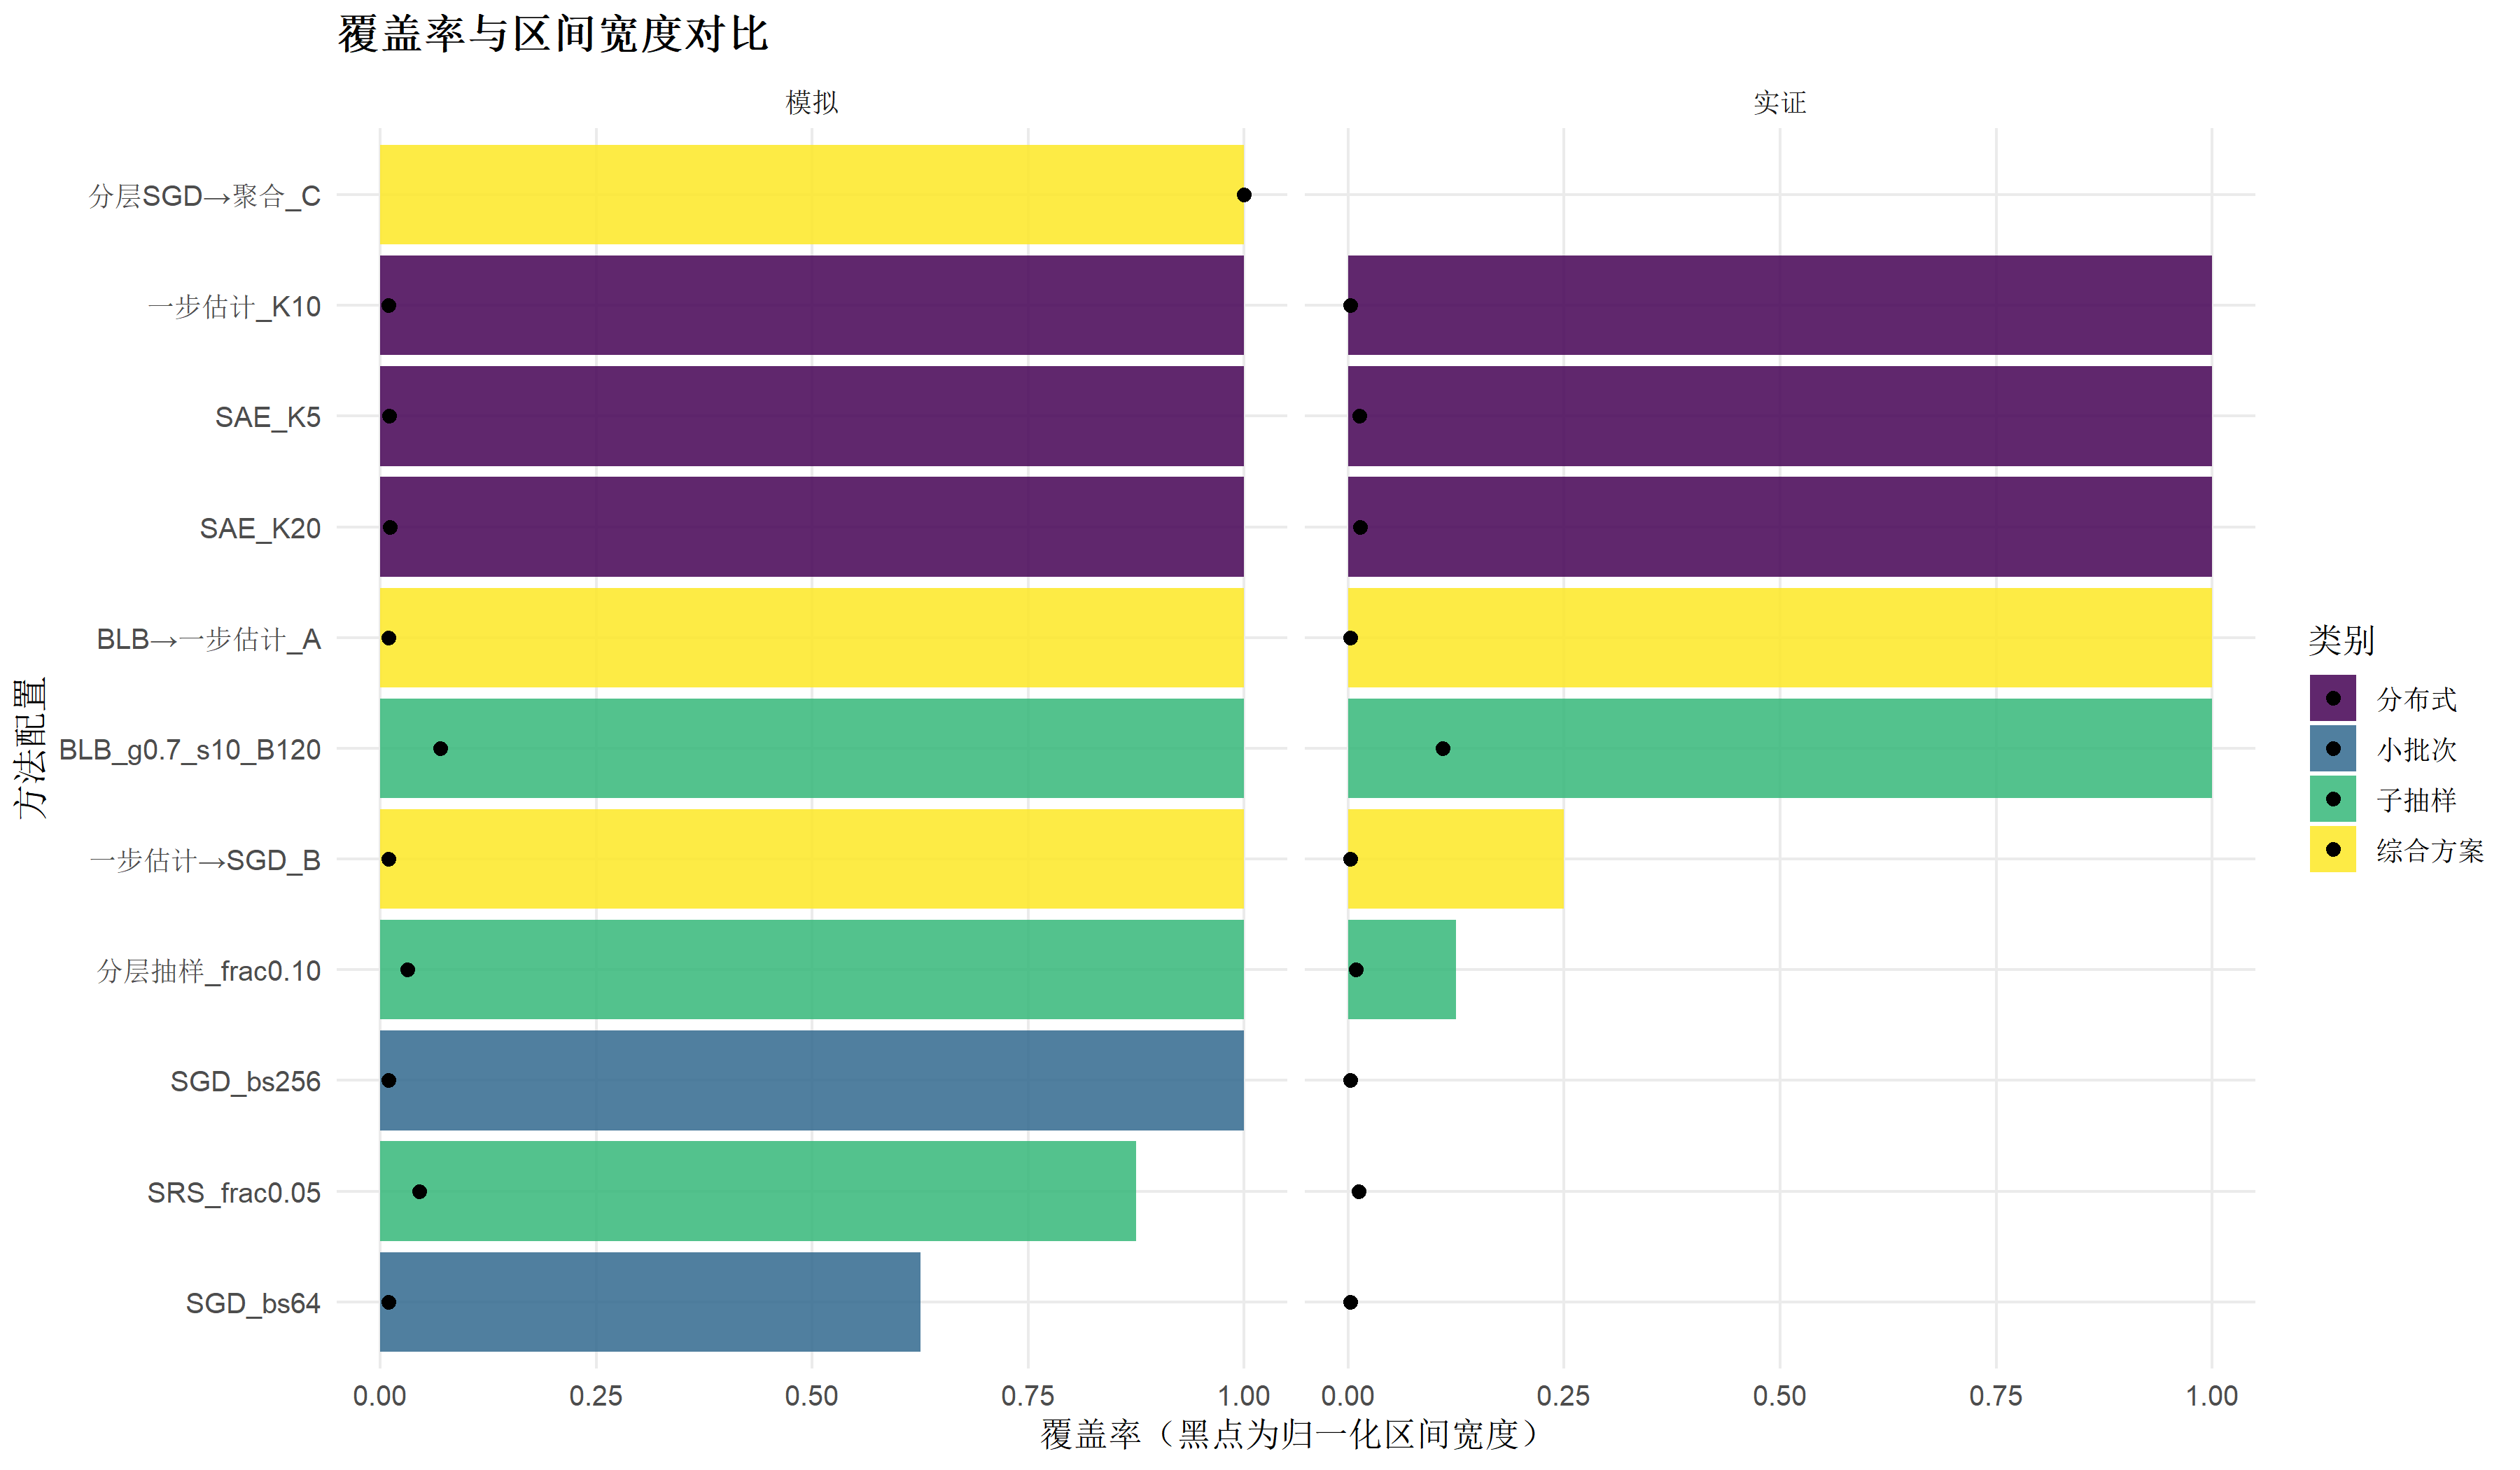 覆盖率与区间宽度对比
模拟
实证
方法配置
分层SGD→聚合_C
一步估计_K10
SAE_K5
SAE_K20
BLB→一步估计_A
BLB_g0.7_s10_B120
一步估计→SGD_B
分层抽样_frac0.10
SGD_bs256
SRS_frac0.05
SGD_bs64
0.00 0.25 0.50 0.75 1.00
0.00 0.25 0.50 0.75 1.00
覆盖率（黑点为归一化区间宽度）
类别
分布式
小批次
子抽样
综合方案